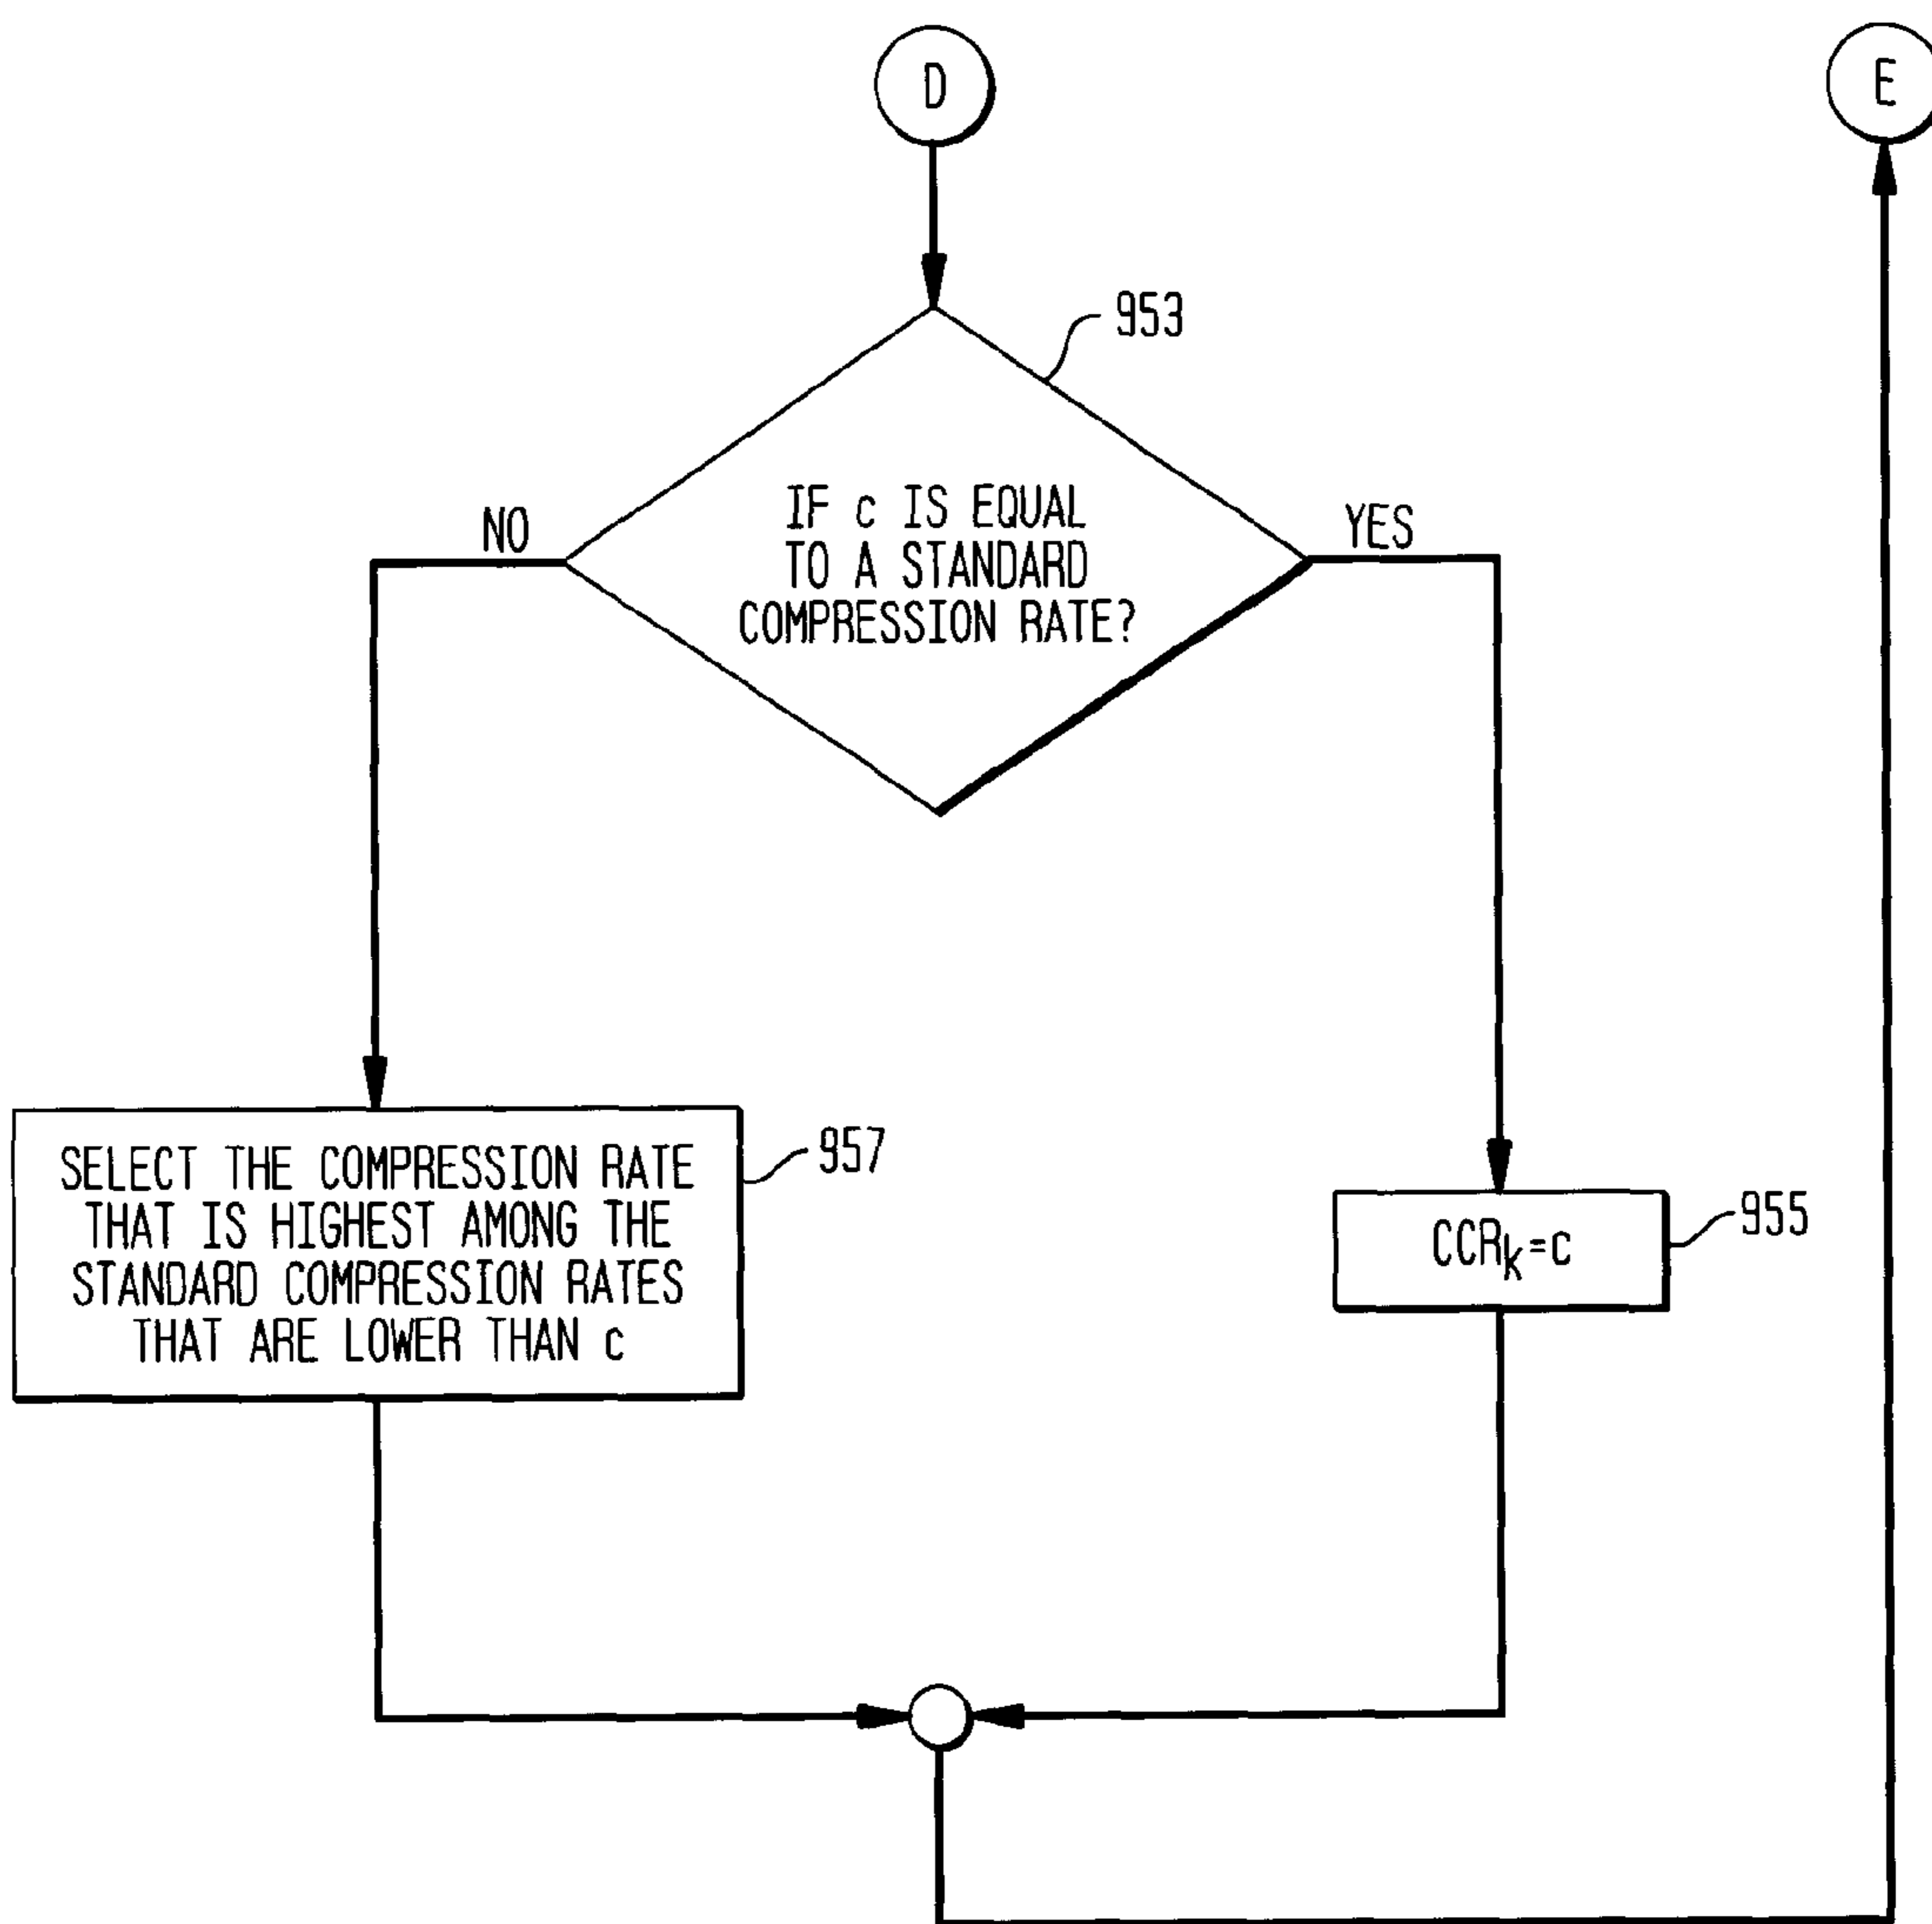 D
E
953
NO
YES
IF c IS EQUAL
TO A STANDARD
COMPRESSION RATE?
957
SELECT THE COMPRESSION RATE
THAT IS HIGHEST AMONG THE
STANDARD COMPRESSION RATES
THAT ARE LOWER THAN c
955
CCRk=c